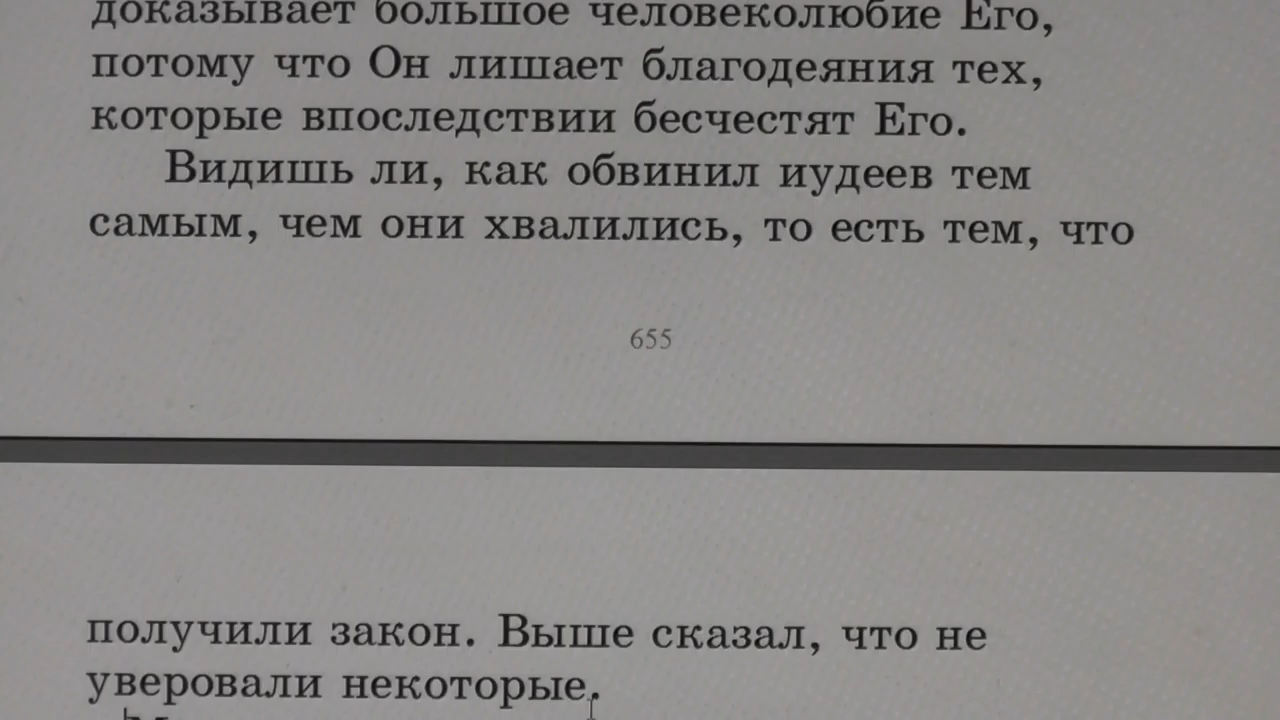 доказывает большое человеколюбие Его,
потому что Он лишает благодеяния тех,
которые впоследствии бесчестят Его.
Видишь ли, как обвинил иудеев тем
самым, чем они хвалились, то есть тем, что
655
получили закон. Выше сказал, что не
уверовали некоторые.